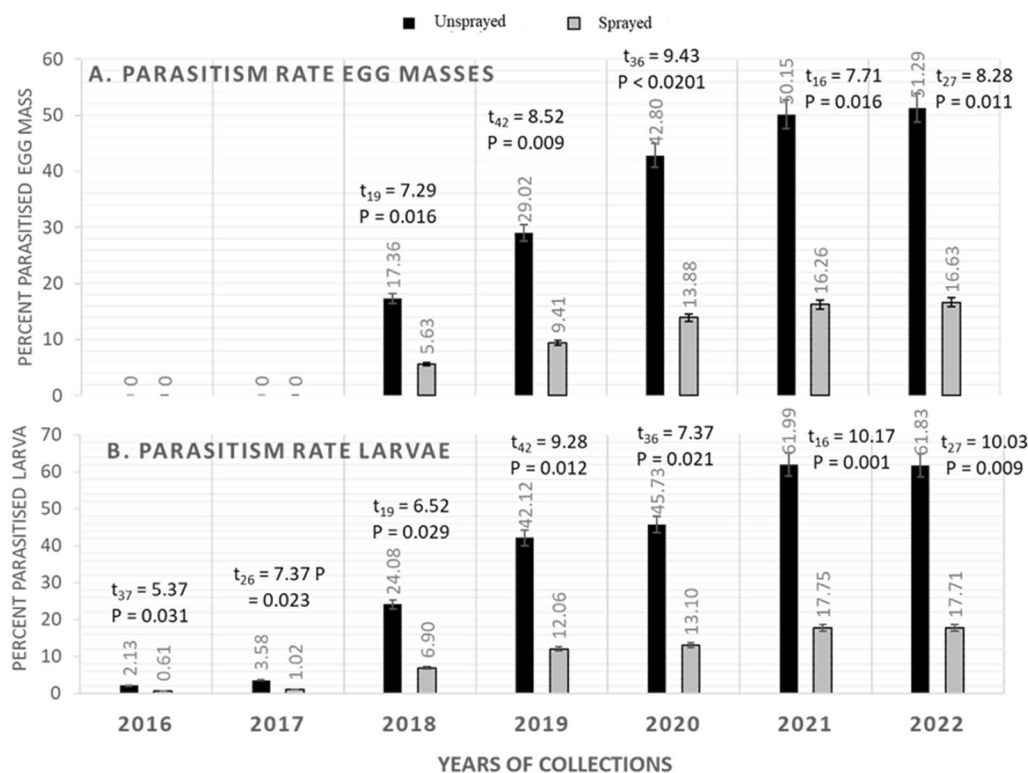 Unsprayed Sprayed
A. PARASITISM RATE EGG MASSES
PERCENT PARASITISED EGG MASS
60
50
40
30
20
10
0
0 0
0 0
t19 = 7.29
P = 0.016
17.36 5.63
t42 = 8.52
P = 0.009
29.02 9.41
t36 = 9.43
P < 0.0201
42.80 13.88
t16 = 7.71
P = 0.016
50.15 16.26
t27 = 8.28
P = 0.011
51.29 16.63
B. PARASITISM RATE LARVAE
PERCENT PARASITISED LARVA
70
60
50
40
30
20
10
0
t37 = 5.37
P = 0.031
2.13 0.61
t26 = 7.37 P
= 0.023
3.58 1.02
t19 = 6.52
P = 0.029
24.08 6.90
t42 = 9.28
P = 0.012
42.12 12.06
t36 = 7.37
P = 0.021
45.73 13.10
t16 = 10.17
P = 0.001
61.99 17.75
t27 = 10.03
P = 0.009
61.83 17.71
2016 2017 2018 2019 2020 2021 2022
YEARS OF COLLECTIONS